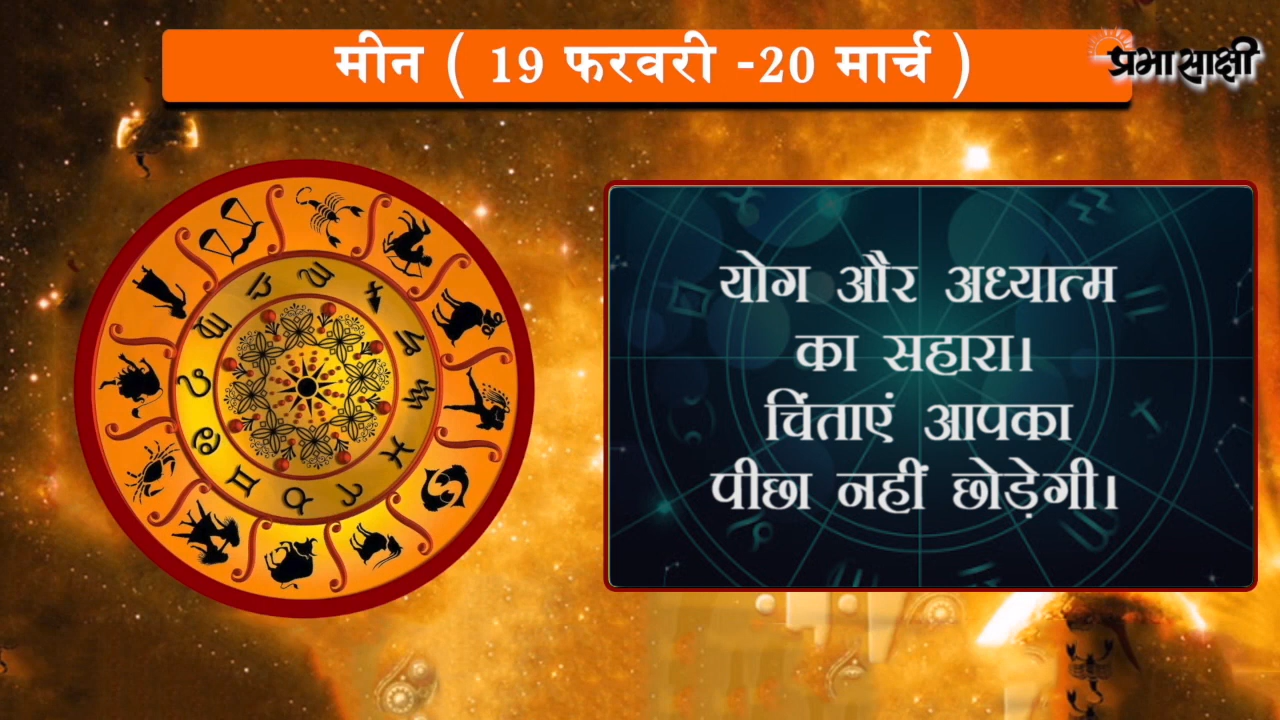 मीन ( 19 फरवरी -20 मार्च )
प्रभासाक्षी
योग और अध्यात्म
का सहारा।
चिंताएं आपका
पीछा नहीं छोड़ेगी।